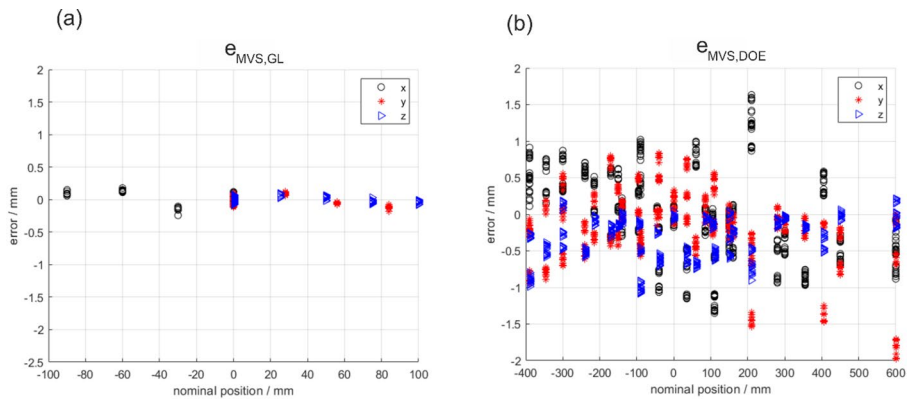 (a)
e_MVS,GL
2
1.5
1
0.5
0
-0.5
-1
-1.5
-2
-2.5
error / mm
-100 -80 -60 -40 -20 0 20 40 60 80 100
nominal position / mm
x
y
z
(b)
e_MVS,DOE
2
1.5
1
0.5
0
-0.5
-1
-1.5
-2
error / mm
-400 -300 -200 -100 0 100 200 300 400 500 600
nominal position / mm
x
y
z